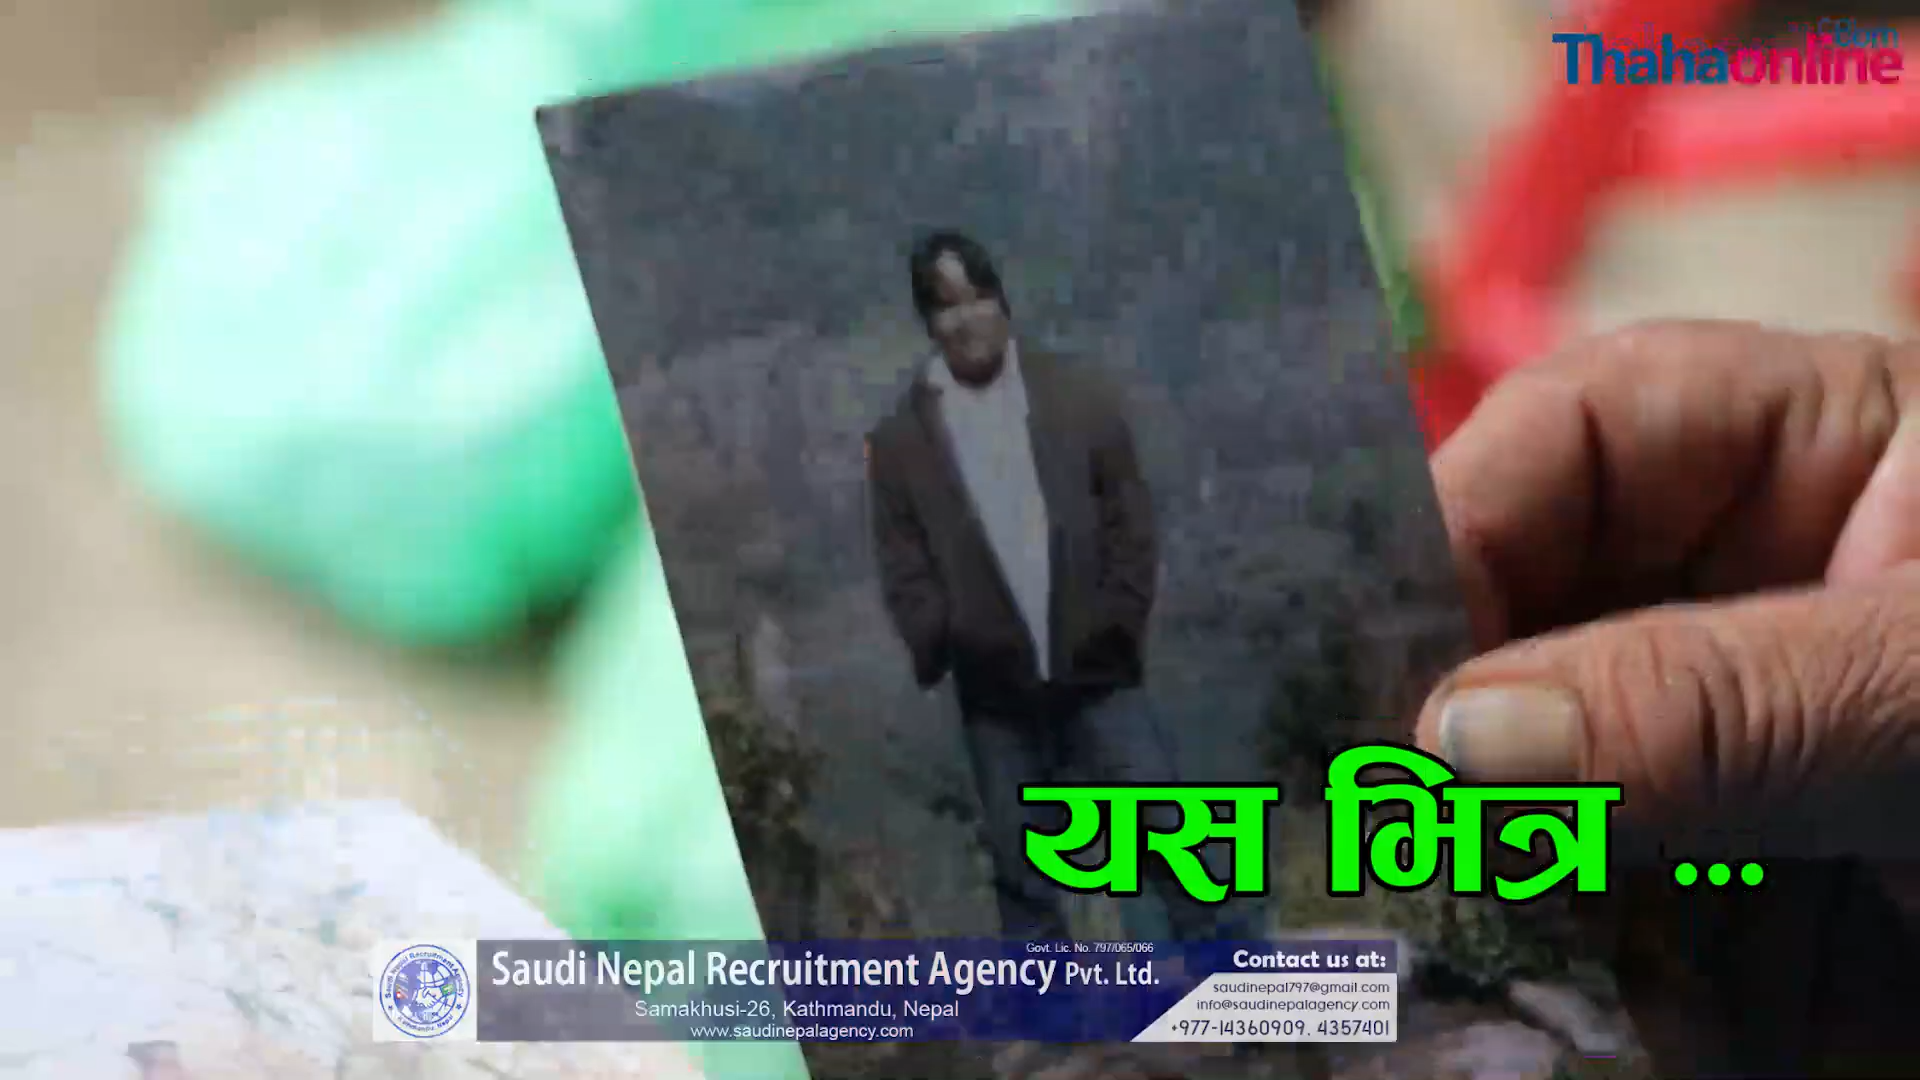 .Com
Thahaonline
यस भित्र ...
Govt. Lic. No. 797/065/066
Saudi Nepal Recruitment Agency Pvt. Ltd.
Samakhusi-26, Kathmandu, Nepal
www.saudinepalagency.com
Contact us at:
saudinepal797@gmail.com
info@saudinepalagency.com
+977-14360909, 4357401